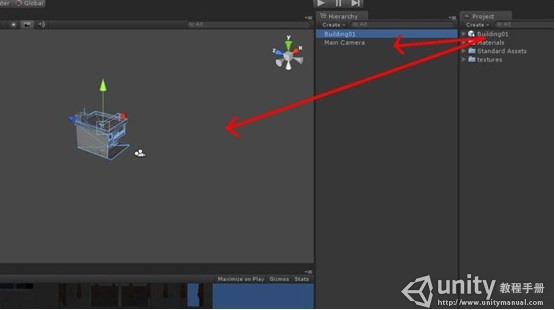 Global
Hierarchy
Project
Create
All
Create
Building01
Main Camera
Building01
Materials
Standard Assets
textures
All
y
x
z
Maximize on Play Gizmos Stats
unity 教程手册
http://www.unitymanual.com